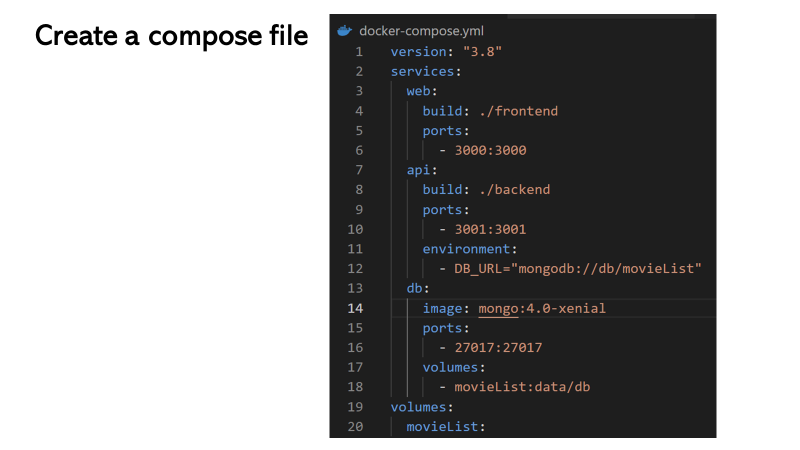 Create a compose file
docker-compose.yml
1 version: "3.8"
2 services:
3   web:
4     build: ./frontend
5     ports:
6       - 3000:3000
7   api:
8     build: ./backend
9     ports:
10       - 3001:3001
11     environment:
12       - DB_URL="mongodb://db/movieList"
13   db:
14     image: mongo:4.0-xenial
15     ports:
16       - 27017:27017
17     volumes:
18       - movieList:data/db
19 volumes:
20   movieList: